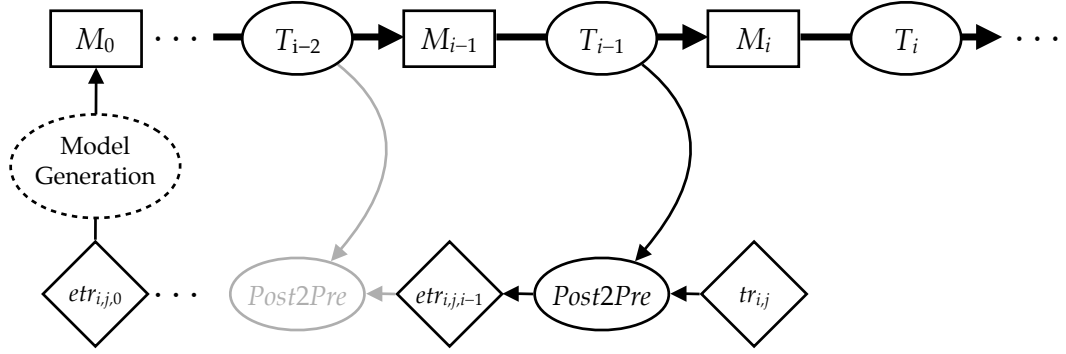 M₀ · · · Tᵢ₋₂ Mᵢ₋₁ Tᵢ₋₁ Mᵢ Tᵢ · · ·
Model
Generation
etrᵢ,ⱼ,₀ · · · Post2Pre etrᵢ,ⱼ,ᵢ₋₁ Post2Pre trᵢ,ⱼ